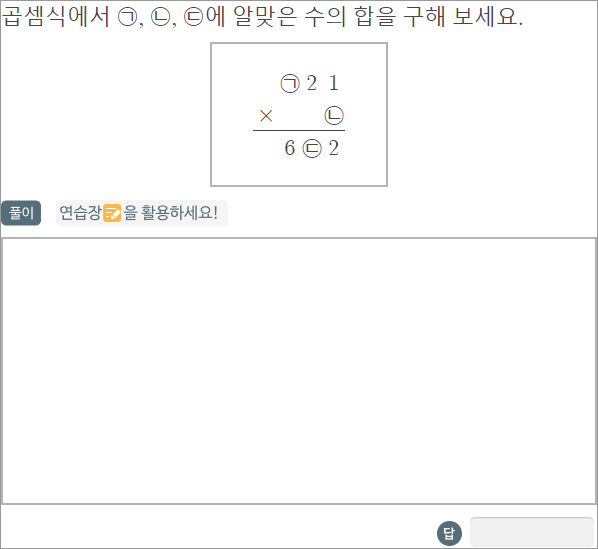 곱셈식에서 ㉠, ㉡, ㉢에 알맞은 수의 합을 구해 보세요.
㉠ 2 1
× ㉡
6 ㉢ 2
풀이 연습장을 활용하세요!
답